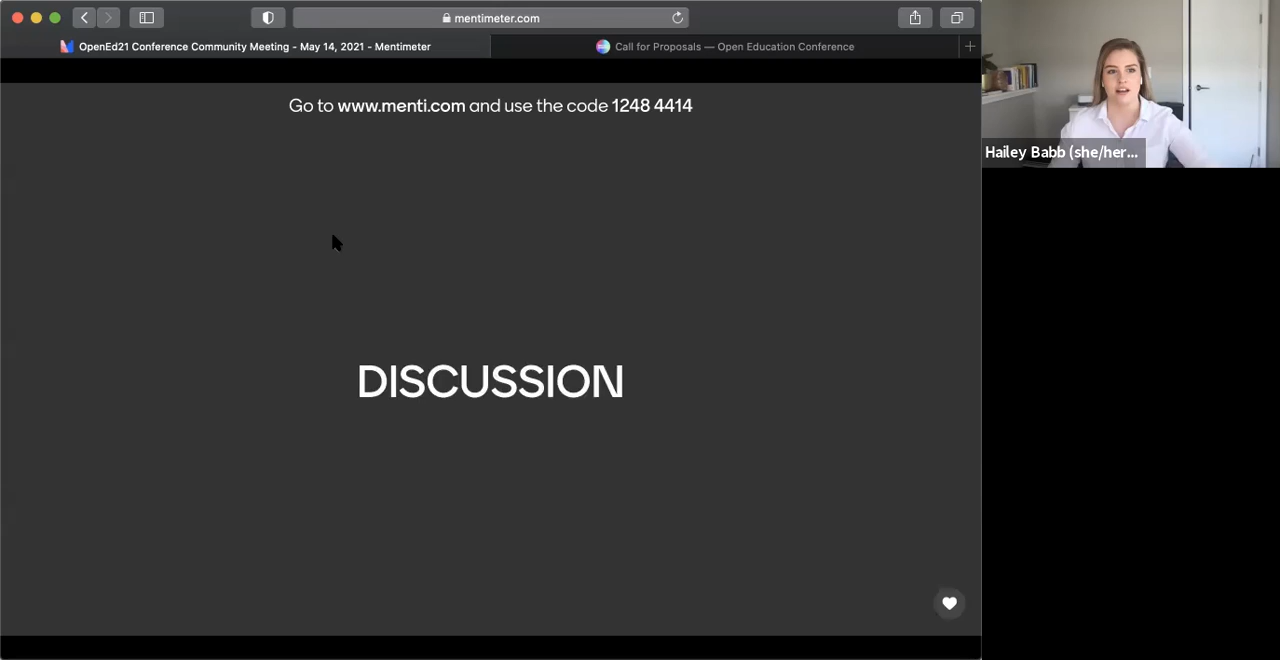 mentimeter.com
OpenEd21 Conference Community Meeting - May 14, 2021 - Mentimeter
Call for Proposals — Open Education Conference
Go to www.menti.com and use the code 1248 4414
Hailey Babb (she/her...
DISCUSSION